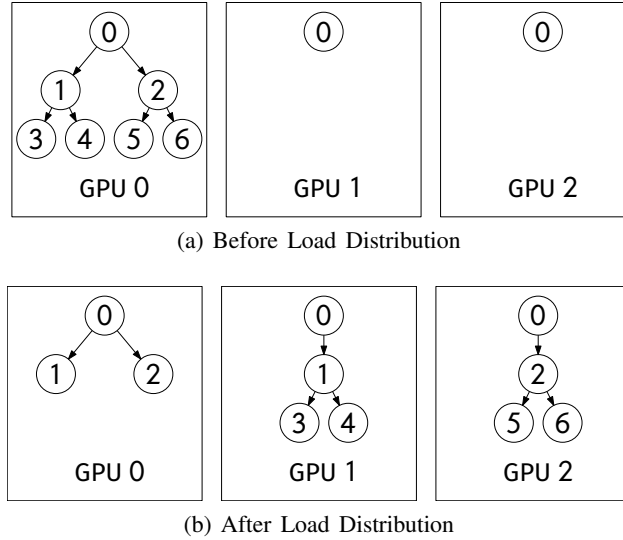 0 0 0
1 2
3 4 5 6
GPU 0 GPU 1 GPU 2
(a) Before Load Distribution
0 0 0
1 2 1 2
3 4 5 6
GPU 0 GPU 1 GPU 2
(b) After Load Distribution